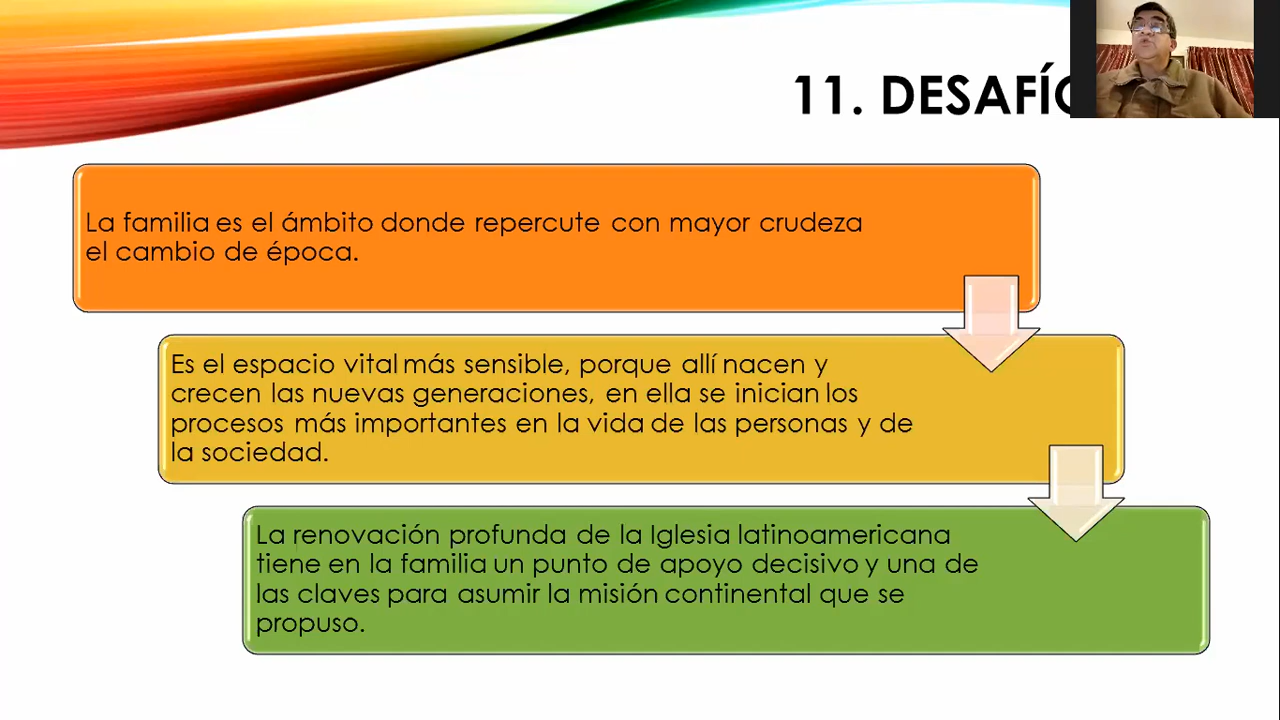 11. DESAFÍ
La familia es el ámbito donde repercute con mayor crudeza
el cambio de época.
Es el espacio vital más sensible, porque allí nacen y
crecen las nuevas generaciones, en ella se inician los
procesos más importantes en la vida de las personas y de
la sociedad.
La renovación profunda de la Iglesia latinoamericana
tiene en la familia un punto de apoyo decisivo y una de
las claves para asumir la misión continental que se
propuso.